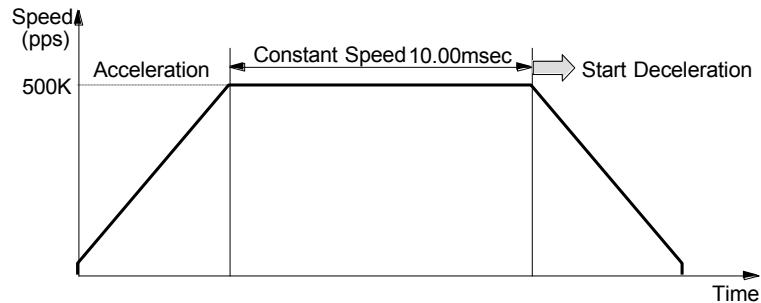 Speed
(pps)
Constant Speed 10.00msec
Acceleration
Start Deceleration
500K
Time